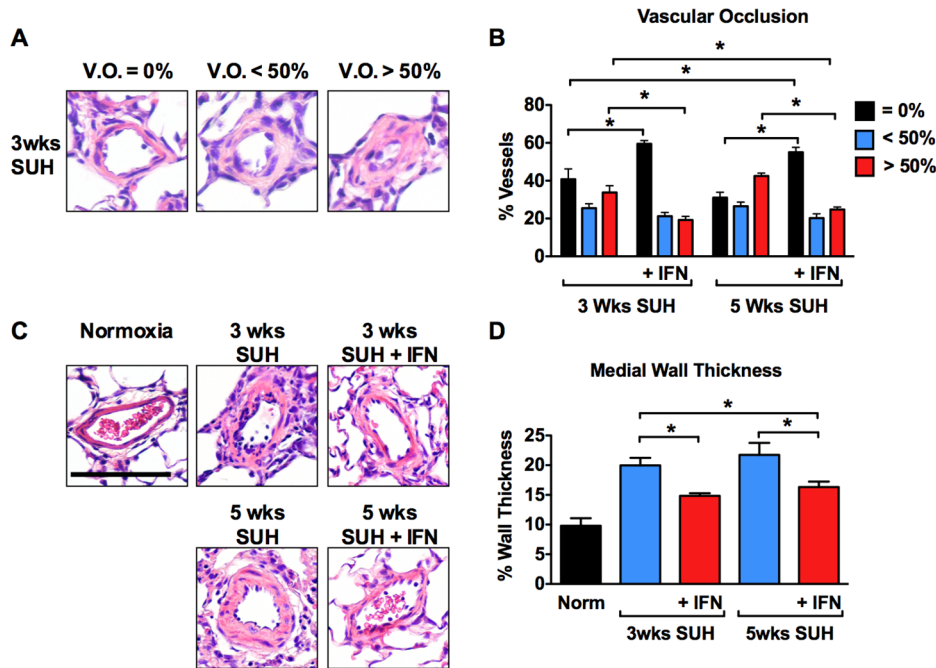 A
V.O. = 0%
V.O. < 50%
V.O. > 50%
3wks
SUH
B
Vascular Occlusion
*
*
*
*
*
*
= 0%
< 50%
> 50%
% Vessels
80
60
40
20
0
+ IFN
+ IFN
3 Wks SUH
5 Wks SUH
C
Normoxia
3 wks
SUH
3 wks
SUH + IFN
5 wks
SUH
5 wks
SUH + IFN
D
Medial Wall Thickness
*
*
*
% Wall Thickness
25
20
15
10
5
0
Norm
+ IFN
+ IFN
3wks SUH
5wks SUH